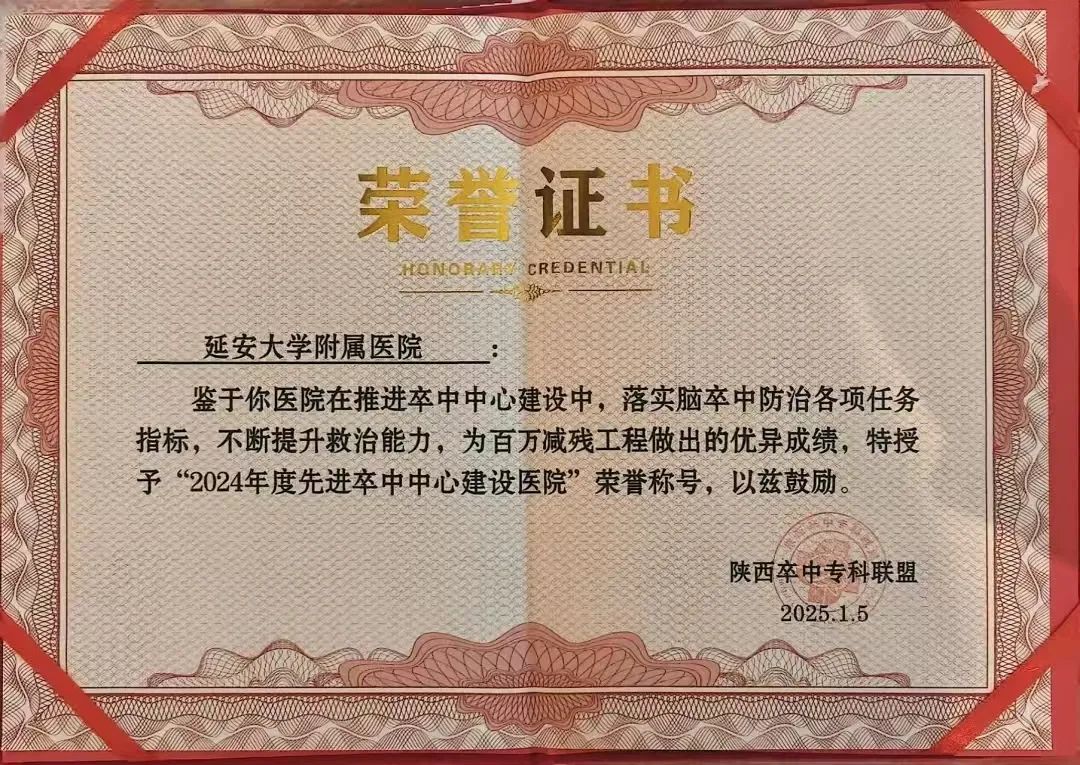 荣誉证书
HONORARY CREDENTIAL
延安大学附属医院：
鉴于你医院在推进卒中中心建设中，落实脑卒中防治各项任务
指标，不断提升救治能力，为百万减残工程做出的优异成绩，特授
予“2024年度先进卒中中心建设医院”荣誉称号，以兹鼓励。
陕西卒中专科联盟
2025.1.5